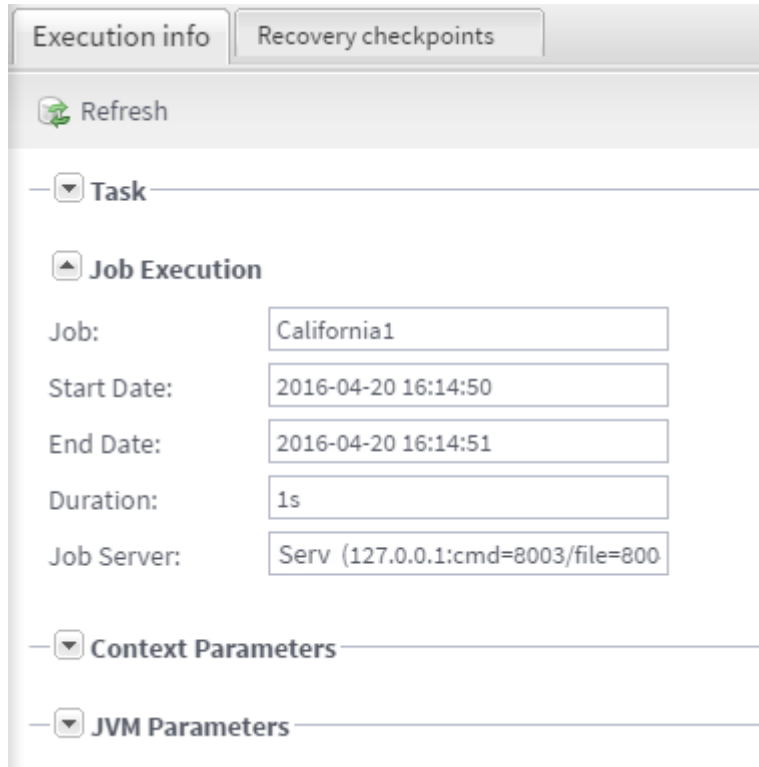 Execution info
Recovery checkpoints
Refresh
Task
Job Execution
Job: California1
Start Date: 2016-04-20 16:14:50
End Date: 2016-04-20 16:14:51
Duration: 1s
Job Server: Serv (127.0.0.1:cmd=8003/file=800
Context Parameters
JVM Parameters